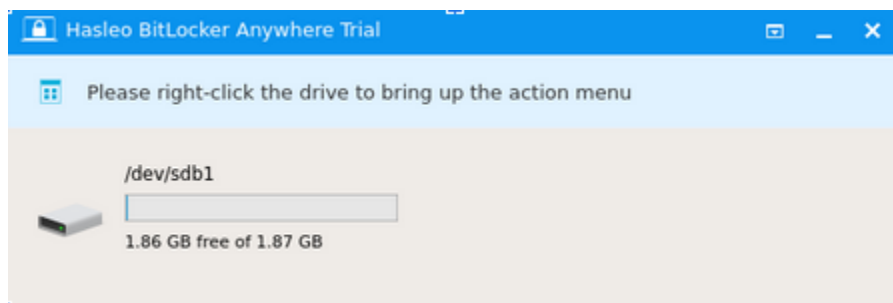 Hasleo BitLocker Anywhere Trial
Please right-click the drive to bring up the action menu
/dev/sdb1
1.86 GB free of 1.87 GB